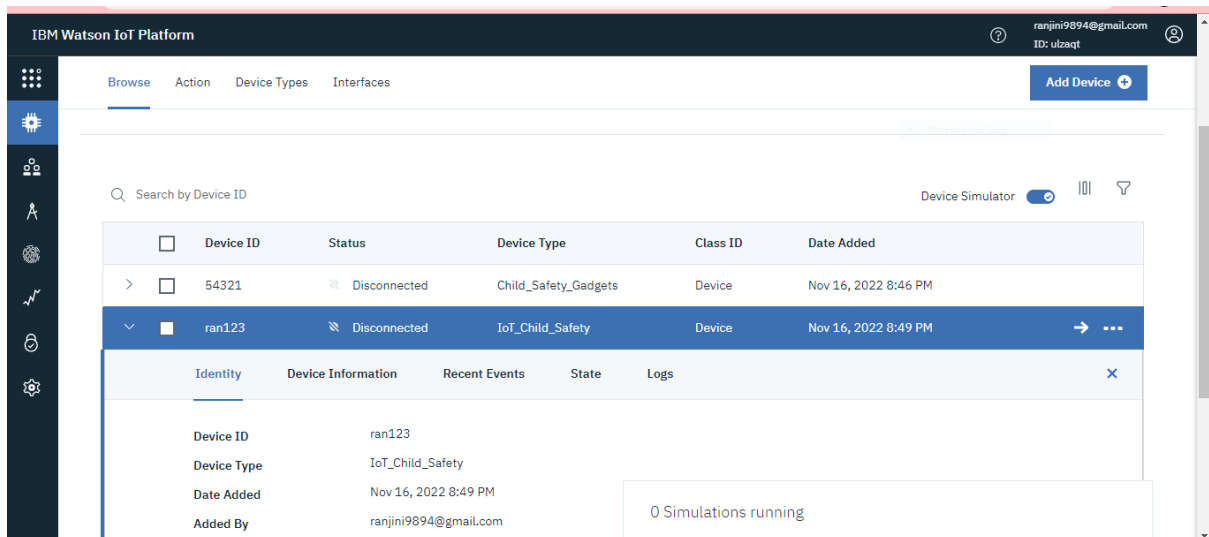 IBM Watson IoT Platform
ranjini9894@gmail.com
ID: ulzaqt
Browse Action Device Types Interfaces
Add Device
Search by Device ID
Device Simulator
Device ID Status Device Type Class ID Date Added
54321 Disconnected Child_Safety_Gadgets Device Nov 16, 2022 8:46 PM
ran123 Disconnected IoT_Child_Safety Device Nov 16, 2022 8:49 PM
Identity Device Information Recent Events State Logs
Device ID ran123
Device Type IoT_Child_Safety
Date Added Nov 16, 2022 8:49 PM
Added By ranjini9894@gmail.com
0 Simulations running